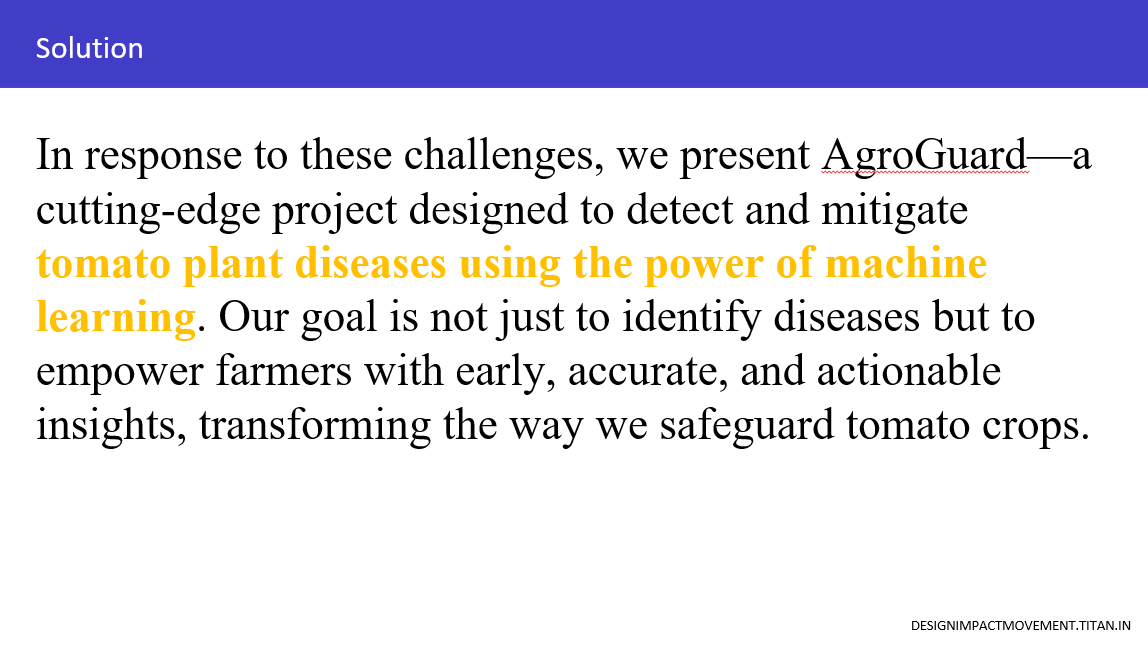 Solution
In response to these challenges, we present AgroGuard—a
cutting-edge project designed to detect and mitigate
tomato plant diseases using the power of machine
learning. Our goal is not just to identify diseases but to
empower farmers with early, accurate, and actionable
insights, transforming the way we safeguard tomato crops.
DESIGNIMPACTMOVEMENT.TITAN.IN